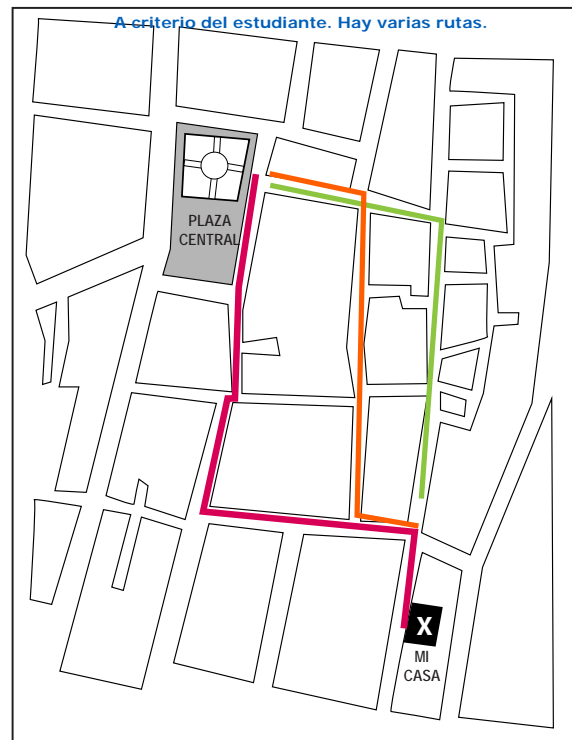 A criterio del estudiante. Hay varias rutas.
PLAZA
CENTRAL
X
MI
CASA